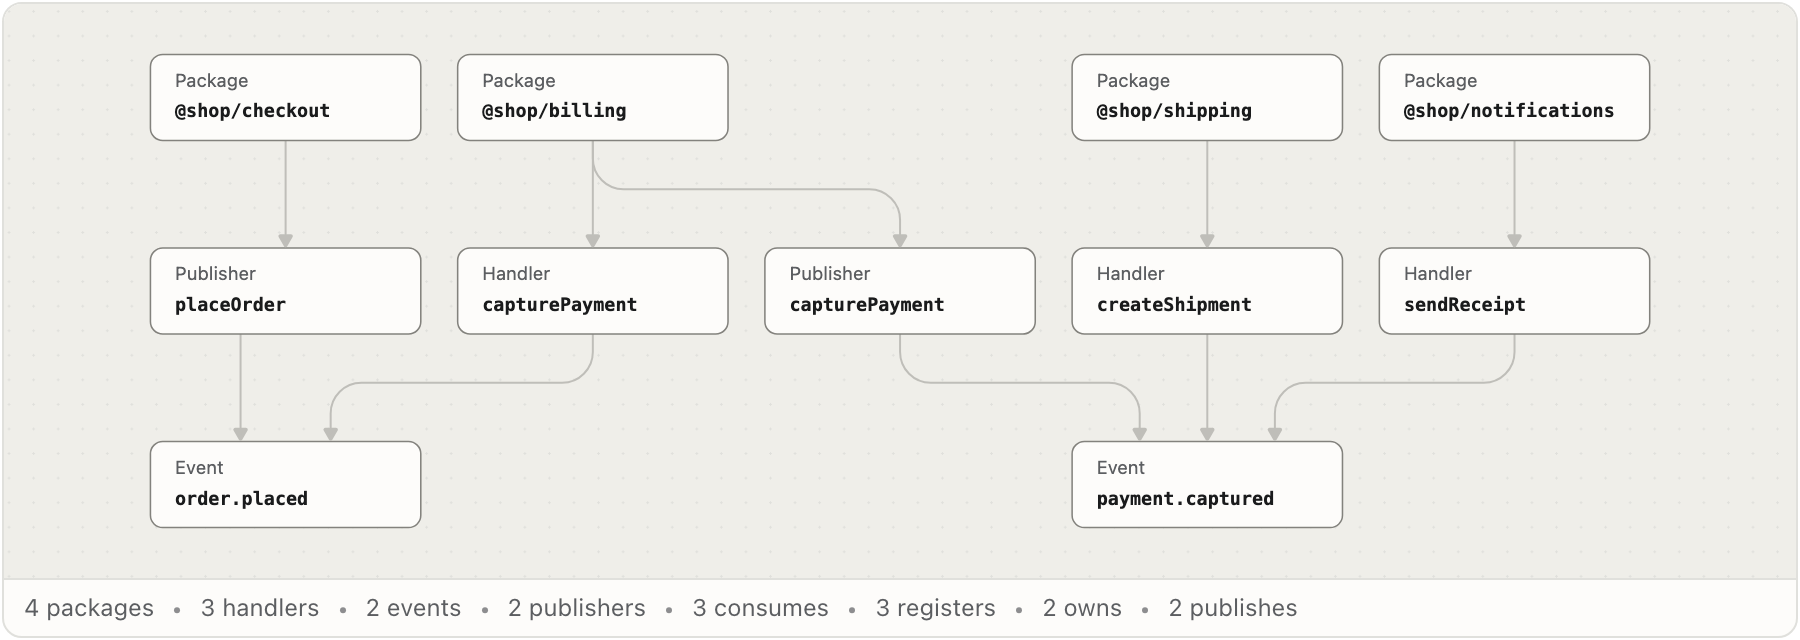 Package
@shop/checkout
Package
@shop/billing
Package
@shop/shipping
Package
@shop/notifications
Publisher
placeOrder
Handler
capturePayment
Publisher
capturePayment
Handler
createShipment
Handler
sendReceipt
Event
order.placed
Event
payment.captured
4 packages • 3 handlers • 2 events • 2 publishers • 3 consumes • 3 registers • 2 owns • 2 publishes